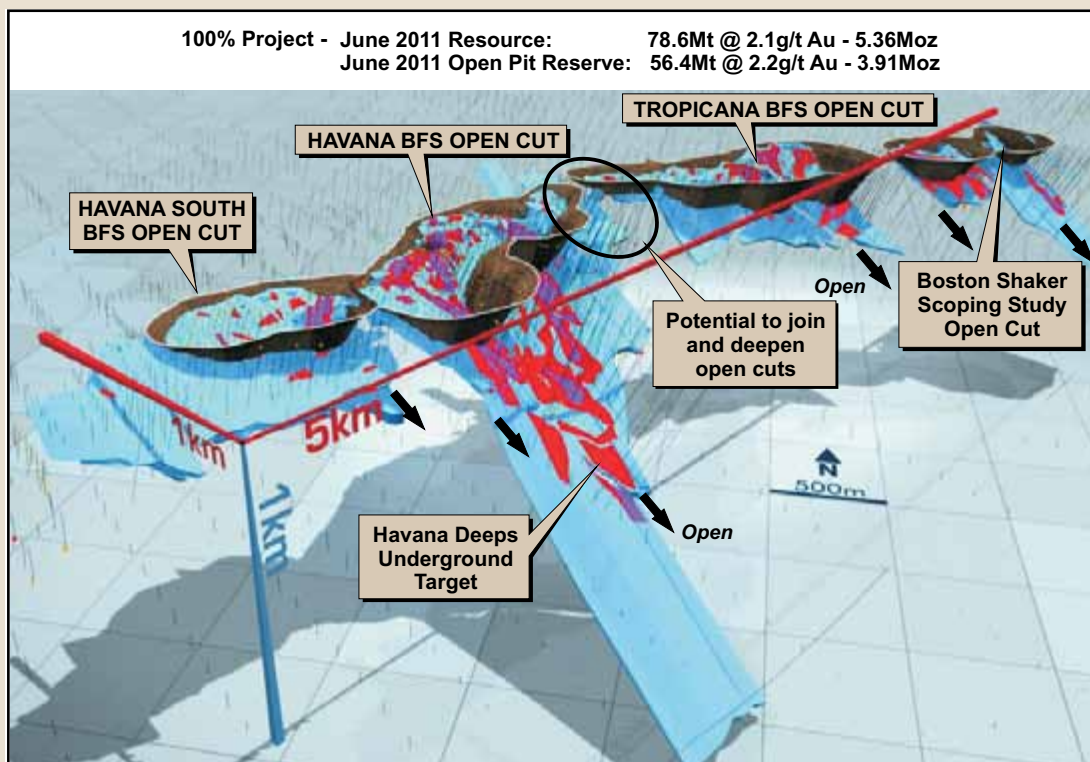 100% Project - June 2011 Resource: 78.6Mt @ 2.1g/t Au - 5.36Moz
June 2011 Open Pit Reserve: 56.4Mt @ 2.2g/t Au - 3.91Moz
TROPICANA BFS OPEN CUT
HAVANA BFS OPEN CUT
HAVANA SOUTH
BFS OPEN CUT
Open
Boston Shaker
Scoping Study
Open Cut
Potential to join
and deepen
open cuts
1km
5km
1km
N
500m
Havana Deeps
Underground
Target
Open